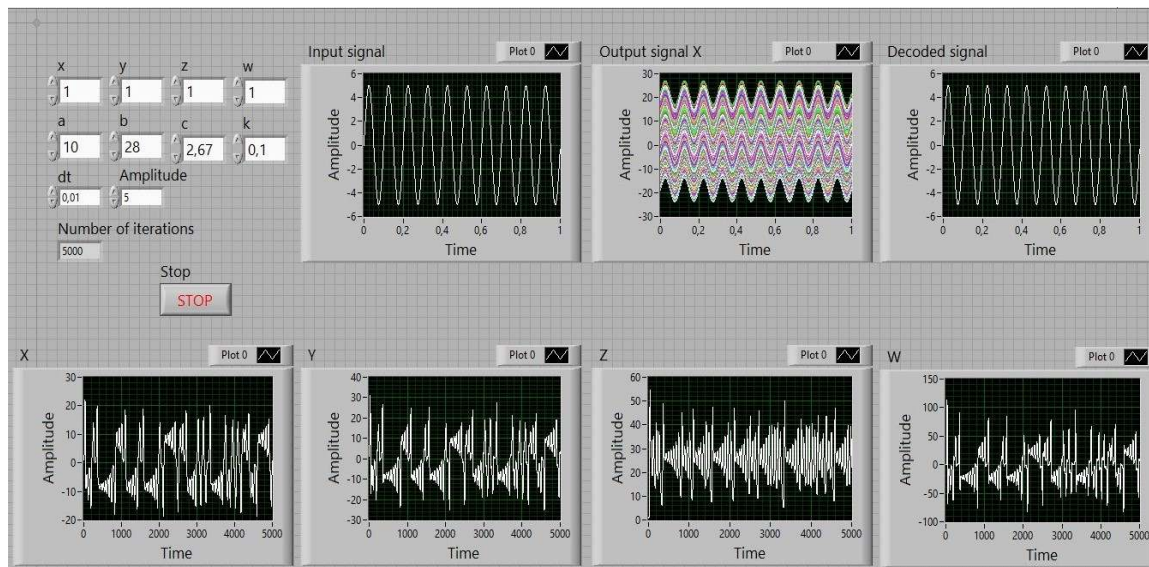 x y z w
1 1 1 1
a b c k
10 28 2,67 0,1
dt Amplitude
0,01 5
Number of iterations
5000
Stop
STOP
Input signal
Plot 0
Amplitude
6
4
2
0
-2
-4
-6
0 0,2 0,4 0,6 0,8 1
Time
Output signal X
Plot 0
Amplitude
30
20
10
0
-10
-20
-30
0 0,2 0,4 0,6 0,8 1
Time
Decoded signal
Plot 0
Amplitude
6
4
2
0
-2
-4
-6
0 0,2 0,4 0,6 0,8 1
Time
X
Plot 0
Amplitude
30
20
10
0
-10
-20
0 1000 2000 3000 4000 5000
Time
Y
Plot 0
Amplitude
40
30
20
10
0
-10
-20
-30
0 1000 2000 3000 4000 5000
Time
Z
Plot 0
Amplitude
60
50
40
30
20
10
0
0 1000 2000 3000 4000 5000
Time
W
Plot 0
Amplitude
150
100
50
0
-50
-100
0 1000 2000 3000 4000 5000
Time